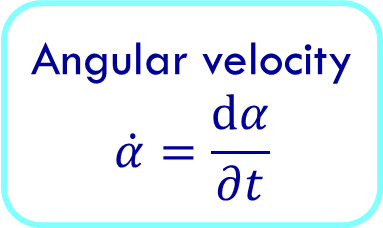 Angular velocity
α̇ = dα/∂t